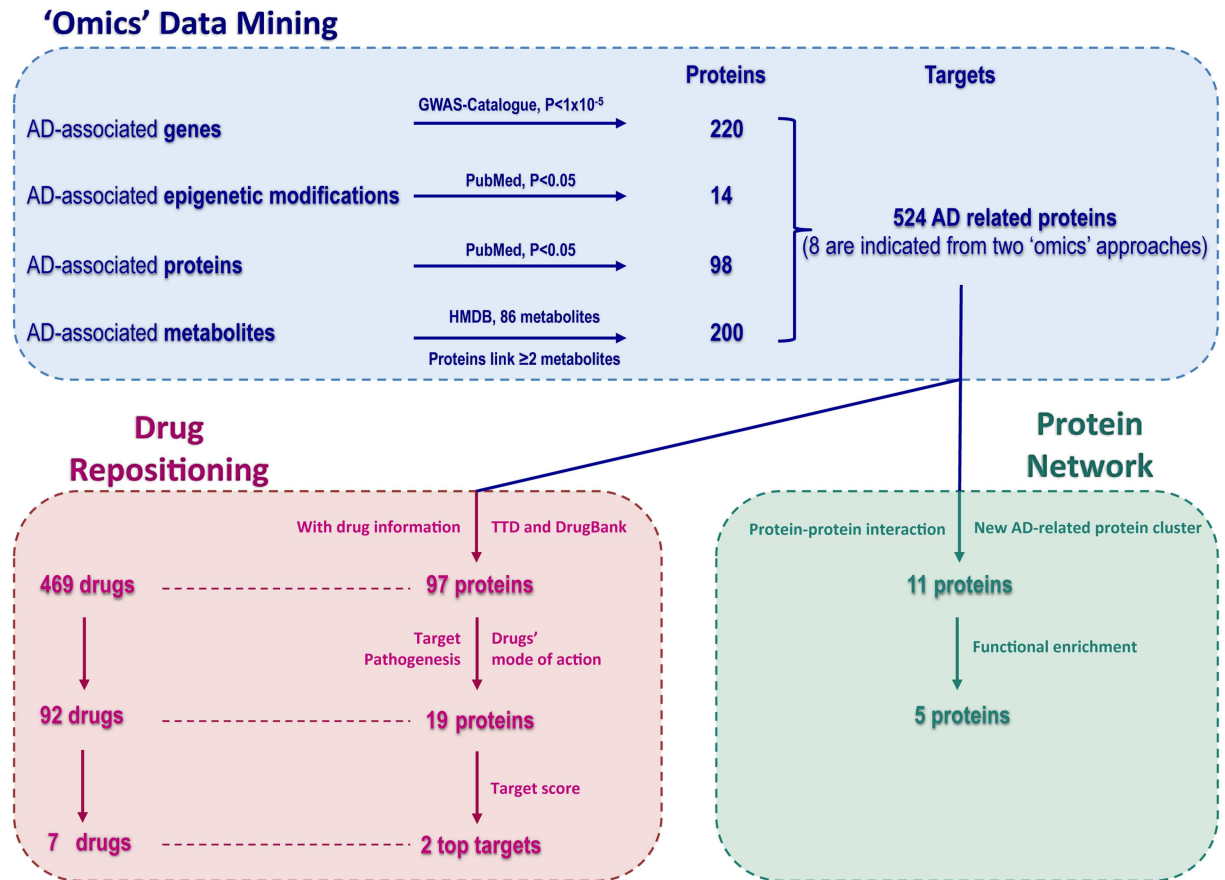 ‘Omics’ Data Mining
Proteins
Targets
AD-associated genes
GWAS-Catalogue, P<1x10⁻⁵
220
AD-associated epigenetic modifications
PubMed, P<0.05
14
524 AD related proteins
(8 are indicated from two ‘omics’ approaches)
AD-associated proteins
PubMed, P<0.05
98
AD-associated metabolites
HMDB, 86 metabolites
Proteins link ≥2 metabolites
200
Drug
Repositioning
With drug information
TTD and DrugBank
469 drugs
97 proteins
Target
Pathogenesis
Drugs’
mode of action
92 drugs
19 proteins
Target score
7 drugs
2 top targets
Protein
Network
Protein-protein interaction
New AD-related protein cluster
11 proteins
Functional enrichment
5 proteins